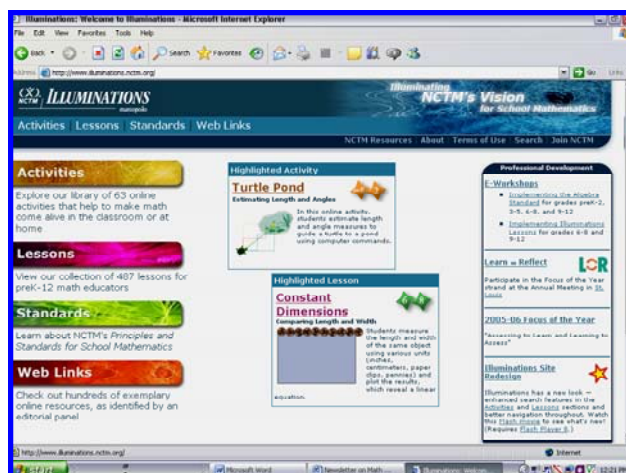 Illuminations: Welcome to Illuminations - Microsoft Internet Explorer
File Edit View Favorites Tools Help
Back Search Favorites
Address http://www.illuminations.nctm.org/ Go Links
NCTM ILLUMINATIONS
marcopolo
Illuminating
NCTM's Vision
for School Mathematics
Activities Lessons Standards Web Links
NCTM Resources About Terms of Use Search Join NCTM
Activities
Explore our library of 63 online
activities that help to make math
come alive in the classroom or at
home
Lessons
View our collection of 487 lessons for
preK-12 math educators
Standards
Learn about NCTM's Principles and
Standards for School Mathematics
Web Links
Check out hundreds of exemplary
online resources, as identified by an
editorial panel
Highlighted Activity
Turtle Pond
Estimating Length and Angles
In this online activity,
students estimate length
and angle measures to
guide a turtle to a pond
using computer commands.
Highlighted Lesson
Constant
Dimensions
Comparing Length and Width
Students measure
the length and width
of the same object
using various units
(inches,
centimeters, paper
clips, pennies) and
plot the results,
which reveal a linear
equation.
Professional Development
E-Workshops
Implementing the Algebra
Standard for grades preK-2,
3-5, 6-8, and 9-12
Implementing Illuminations
Lessons for grades 6-8 and
9-12
Learn = Reflect
Participate in the Focus of the Year
strand at the Annual Meeting in St.
Louis
2005-06 Focus of the Year
"Assessing to Learn and Learning to
Assess"
Illuminations Site
Redesign
Illuminations has a new look —
enhanced search features in the
Activities and Lessons sections and
better navigation throughout. Watch
this Flash movie to see what's new!
(Requires Flash Player 8.)
http://www.illuminations.nctm.org/ Internet
start Microsoft Word Newsletter on Math ... Illuminations: Welcom... 12:21 PM